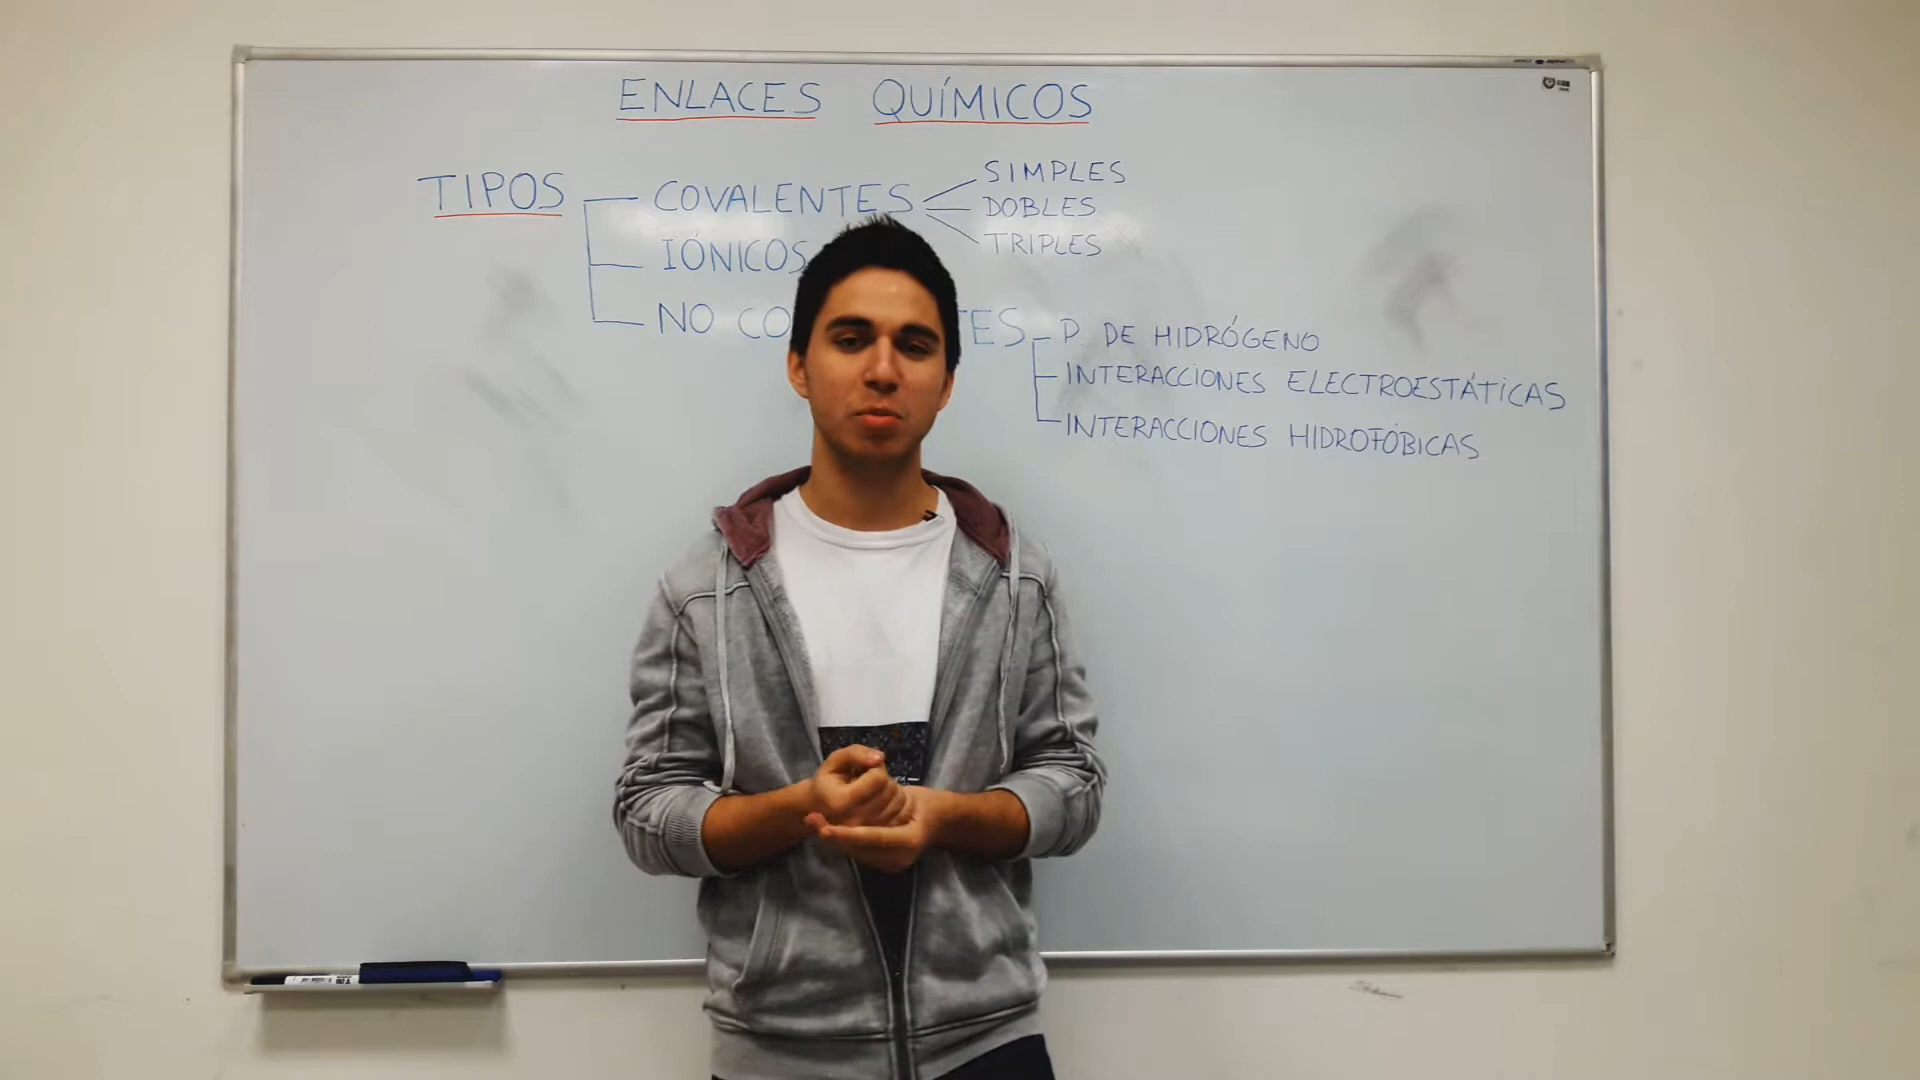 ENLACES QUÍMICOS
TIPOS
COVALENTES
SIMPLES
DOBLES
TRIPLES
IÓNICOS
NO CO TES
P. DE HIDRÓGENO
INTERACCIONES ELECTROESTÁTICAS
INTERACCIONES HIDROFÓBICAS